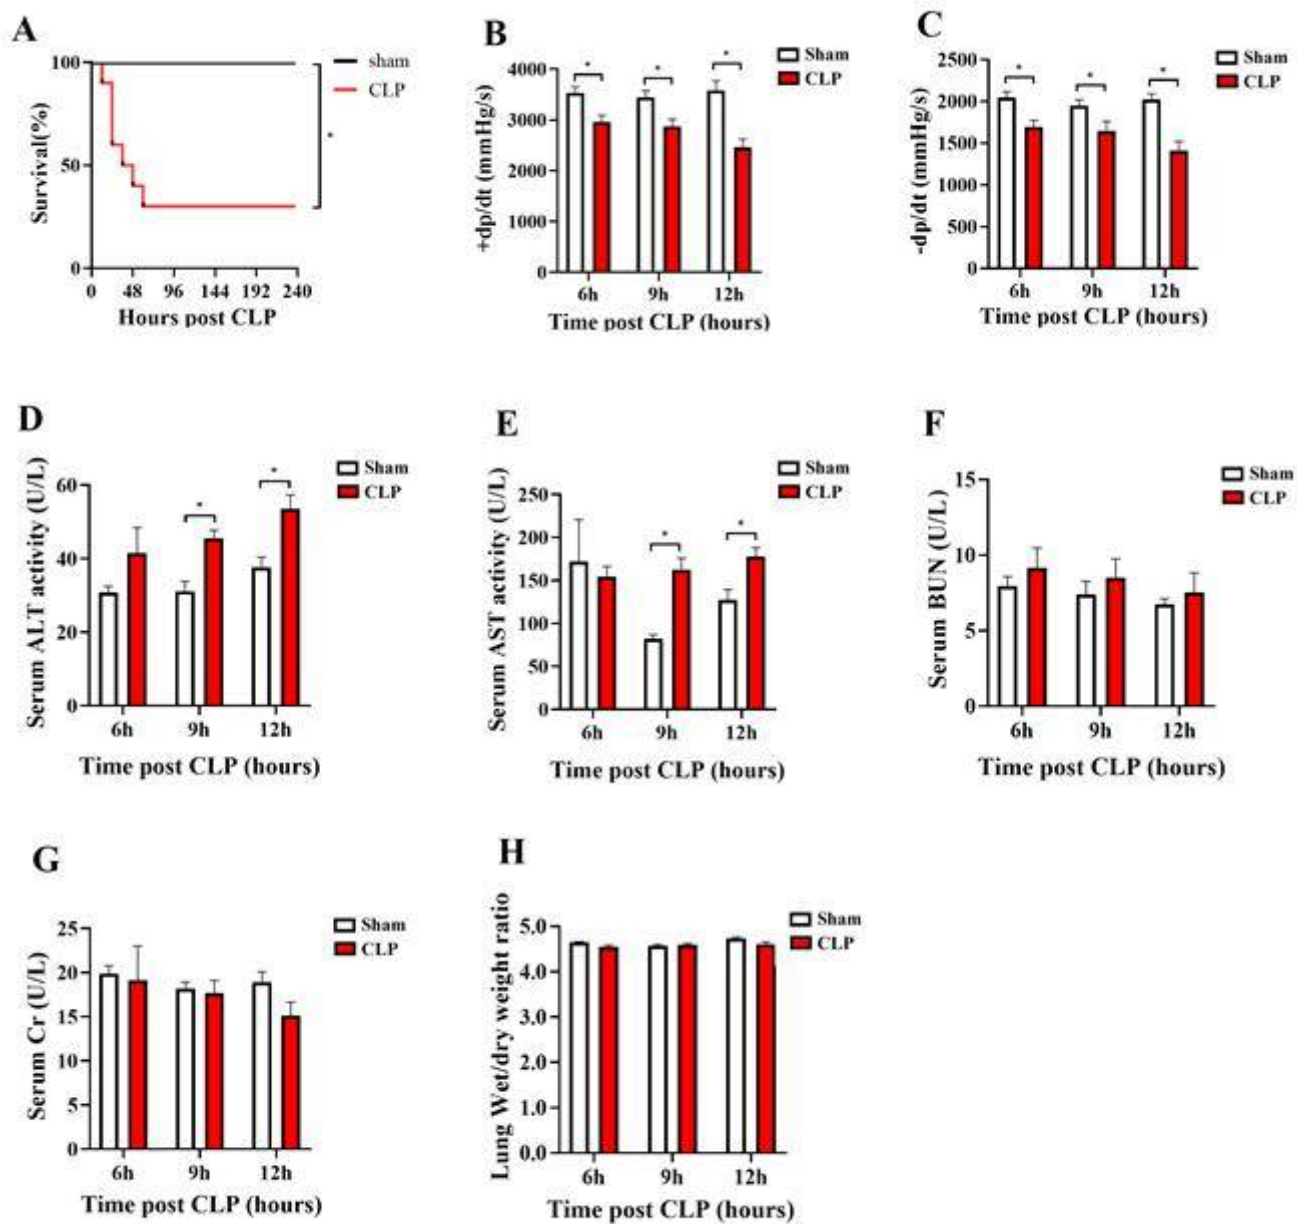 A
sham
CLP
100
50
0
*
Survival(%)
0 48 96 144 192 240
Hours post CLP
B
Sham
CLP
4000
3000
2000
1000
0
* * *
+dp/dt (mmHg/s)
6h 9h 12h
Time post CLP (hours)
C
Sham
CLP
2500
2000
1500
1000
500
0
* * *
-dp/dt (mmHg/s)
6h 9h 12h
Time post CLP (hours)
D
Sham
CLP
60
40
20
0
* *
Serum ALT activity (U/L)
6h 9h 12h
Time post CLP (hours)
E
Sham
CLP
250
200
150
100
50
0
* *
Serum AST activity (U/L)
6h 9h 12h
Time post CLP (hours)
F
Sham
CLP
15
10
5
0
Serum BUN (U/L)
6h 9h 12h
Time post CLP (hours)
G
Sham
CLP
25
20
15
10
5
0
Serum Cr (U/L)
6h 9h 12h
Time post CLP (hours)
H
Sham
CLP
5.0
4.0
3.0
2.0
1.0
0.0
Lung Wet/dry weight ratio
6h 9h 12h
Time post CLP (hours)